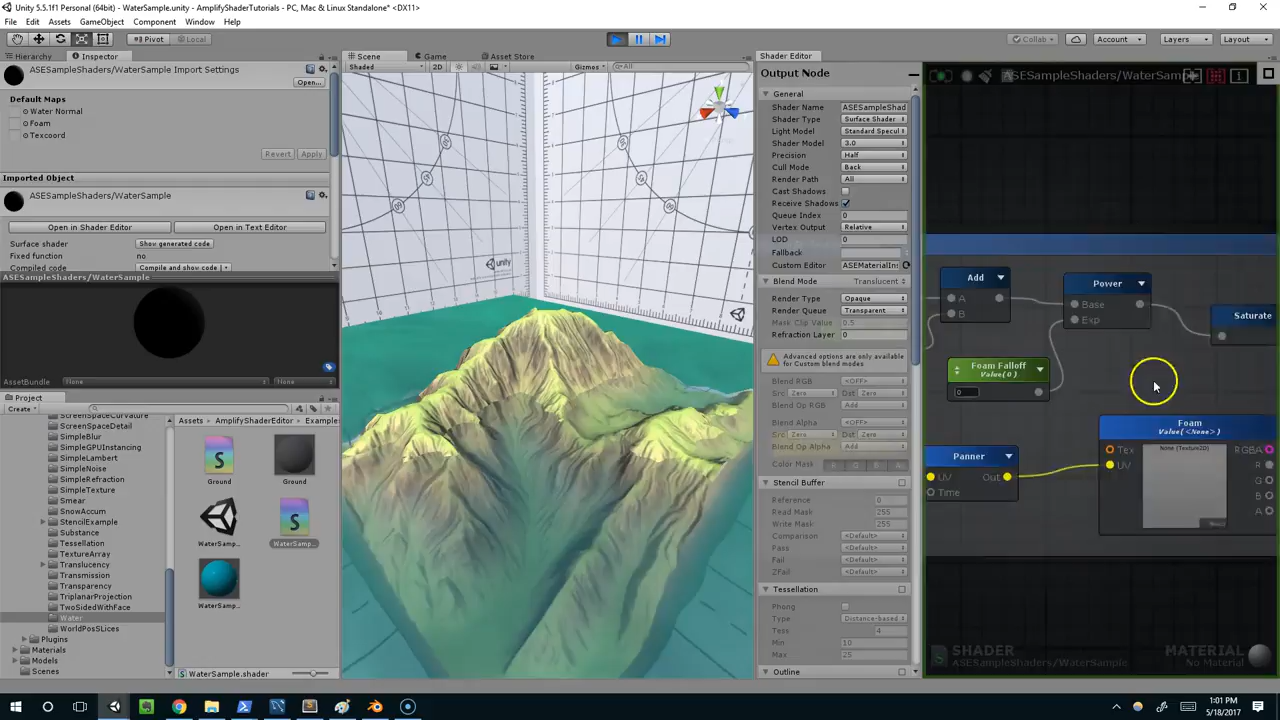 Unity 5.5.1f1 Personal (64bit) - WaterSample.unity - AmplifyShaderTutorials - PC, Mac & Linux Standalone* <DX11>
File Edit Assets GameObject Component Window Help
Pivot Local
Collab Account Layers Layout
Hierarchy Inspector
ASESampleShaders/WaterSample Import Settings
Open...
Default Maps
Water Normal
Foam
Texcoord
Revert Apply
Imported Object
ASESampleShaders/WaterSample
Open in Shader Editor Open in Text Editor
Surface shader Show generated code
Fixed function no
Compiled code Compile and show code
ASESampleShaders/WaterSample
AssetBundle None None
Project
Create
ScreenSpaceCurvature
ScreenSpaceDetail
SimpleBlur
SimpleGPUInstancing
SimpleLambert
SimpleNoise
SimpleRefraction
SimpleTexture
Smear
SnowAccum
StencilExample
Substance
Tessellation
TextureArray
Translucency
Transmission
Transparency
TriplanarProjection
TwoSidedWithFace
Water
WorldPosSLices
Plugins
Materials
Models
Scenes
Assets AmplifyShaderEditor Example
Ground Ground
WaterSamp.. WaterSamp..
WaterSamp..
WaterSample.shader
Scene Game Asset Store
Shaded 2D Gizmos All
unity
Shader Editor
Output Node
General
Shader Name ASESampleShad
Shader Type Surface Shader
Light Model Standard Specul
Shader Model 3.0
Precision Half
Cull Mode Back
Render Path All
Cast Shadows
Receive Shadows
Queue Index 0
Vertex Output Relative
LOD 0
Fallback
Custom Editor ASEMaterialIns
Blend Mode Translucent
Render Type Opaque
Render Queue Transparent
Mask Clip Value 0.5
Refraction Layer 0
Advanced options are only available
for Custom blend modes
Blend RGB <OFF>
Src Zero Dst Zero
Blend Op RGB Add
Blend Alpha <OFF>
Src Zero Dst Zero
Blend Op Alpha Add
Color Mask R G B A
Stencil Buffer
Reference 0
Read Mask 255
Write Mask 255
Comparison <Default>
Pass <Default>
Fail <Default>
ZFail <Default>
Tessellation
Phong
Type Distance-based
Tess 4
Min 10
Max 25
Outline
ASESampleShaders/WaterSamp
1
Add
A
B
Power
Base
Exp
Saturate
Foam Falloff
Value( 0 )
0
Foam
Value( <None> )
Tex RGBA
UV R
G
B
A
None (Texture2D)
Panner
UV Out
Time
SHADER
ASESampleShaders/WaterSample
MATERIAL
No Material
1:01 PM
5/18/2017